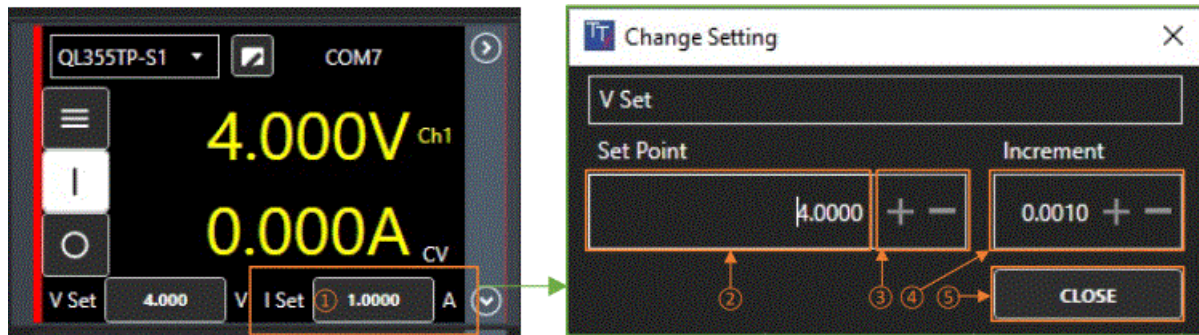 QL355TP-S1 COM7
4.000V Ch1
0.000A CV
V Set 4.000 V I Set ① 1.0000 A
TT Change Setting
V Set
Set Point Increment
4.0000 + − 0.0010 + −
② ③ ④ ⑤ CLOSE